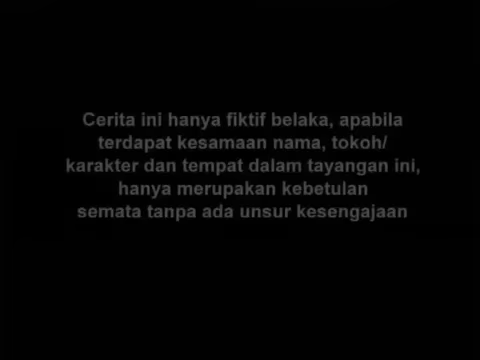 Cerita ini hanya fiktif belaka, apabila
terdapat kesamaan nama, tokoh/
karakter dan tempat dalam tayangan ini,
hanya merupakan kebetulan
semata tanpa ada unsur kesengajaan